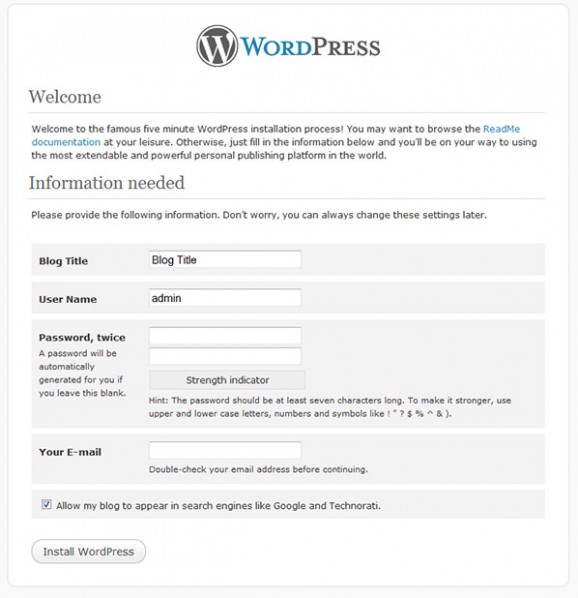 WORDPRESS
Welcome
Welcome to the famous five minute WordPress installation process! You may want to browse the ReadMe
documentation at your leisure. Otherwise, just fill in the information below and you'll be on your way to using
the most extendable and powerful personal publishing platform in the world.
Information needed
Please provide the following information. Don't worry, you can always change these settings later.
Blog Title
Blog Title
User Name
admin
Password, twice
A password will be
automatically
generated for you if
you leave this blank.
Strength indicator
Hint: The password should be at least seven characters long. To make it stronger, use
upper and lower case letters, numbers and symbols like ! " ? $ % ^ & ).
Your E-mail
Double-check your email address before continuing.
Allow my blog to appear in search engines like Google and Technorati.
Install WordPress